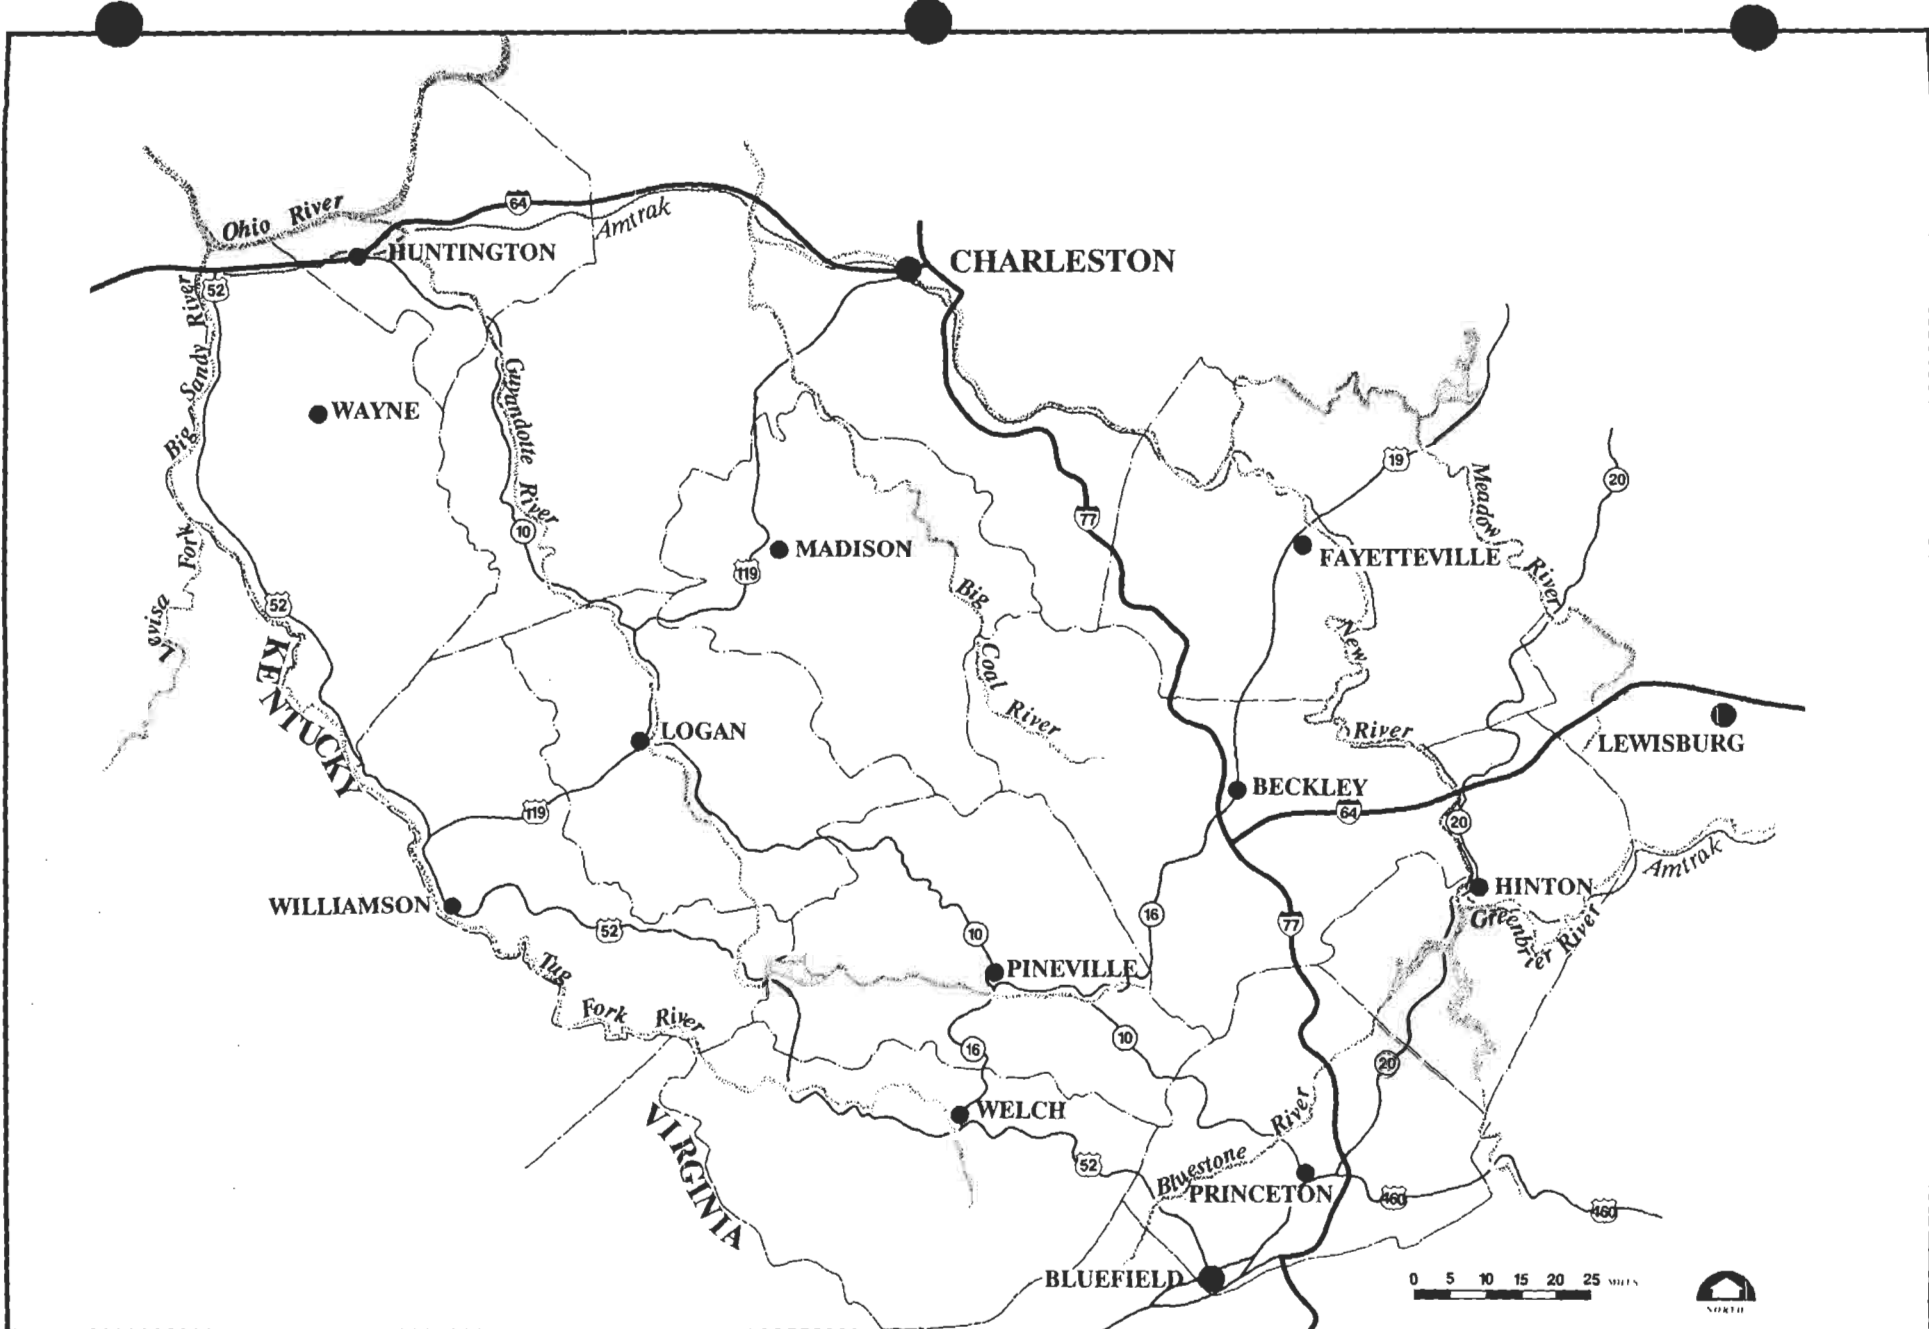 Ohio River
64
Amtrak
HUNTINGTON
CHARLESTON
52
Big Sandy River
Guyandotte River
WAYNE
19
20
Meadow River
77
10
MADISON
119
FAYETTEVILLE
Levisa Fork
52
Big Coal River
New River
KENTUCKY
LOGAN
LEWISBURG
BECKLEY
119
64
20
Amtrak
WILLIAMSON
52
10
16
77
HINTON
Greenbrier River
PINEVILLE
Tug Fork River
16
10
20
WELCH
VIRGINIA
52
Bluestone River
PRINCETON
460
460
BLUEFIELD
0 5 10 15 20 25 MILES
NORTH